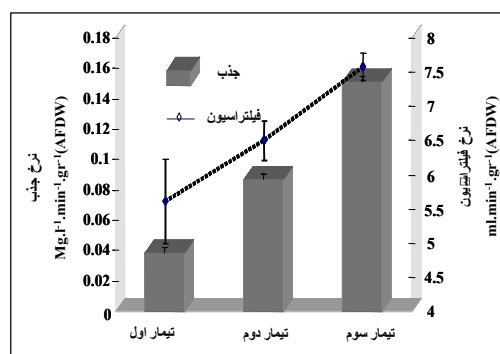 0.18
0.16
0.14
0.12
0.1
0.08
0.06
0.04
0.02
0
نرخ جذب
Mg.l⁻¹.min⁻¹.gr⁻¹(AFDW)
جذب
فیلتراسیون
8
7.5
7
6.5
6
5.5
5
4.5
4
نرخ فیلترا□یون
ml.min⁻¹.gr⁻¹(AFDW)
تیمار اول
تیمار دوم
تیمار سوم